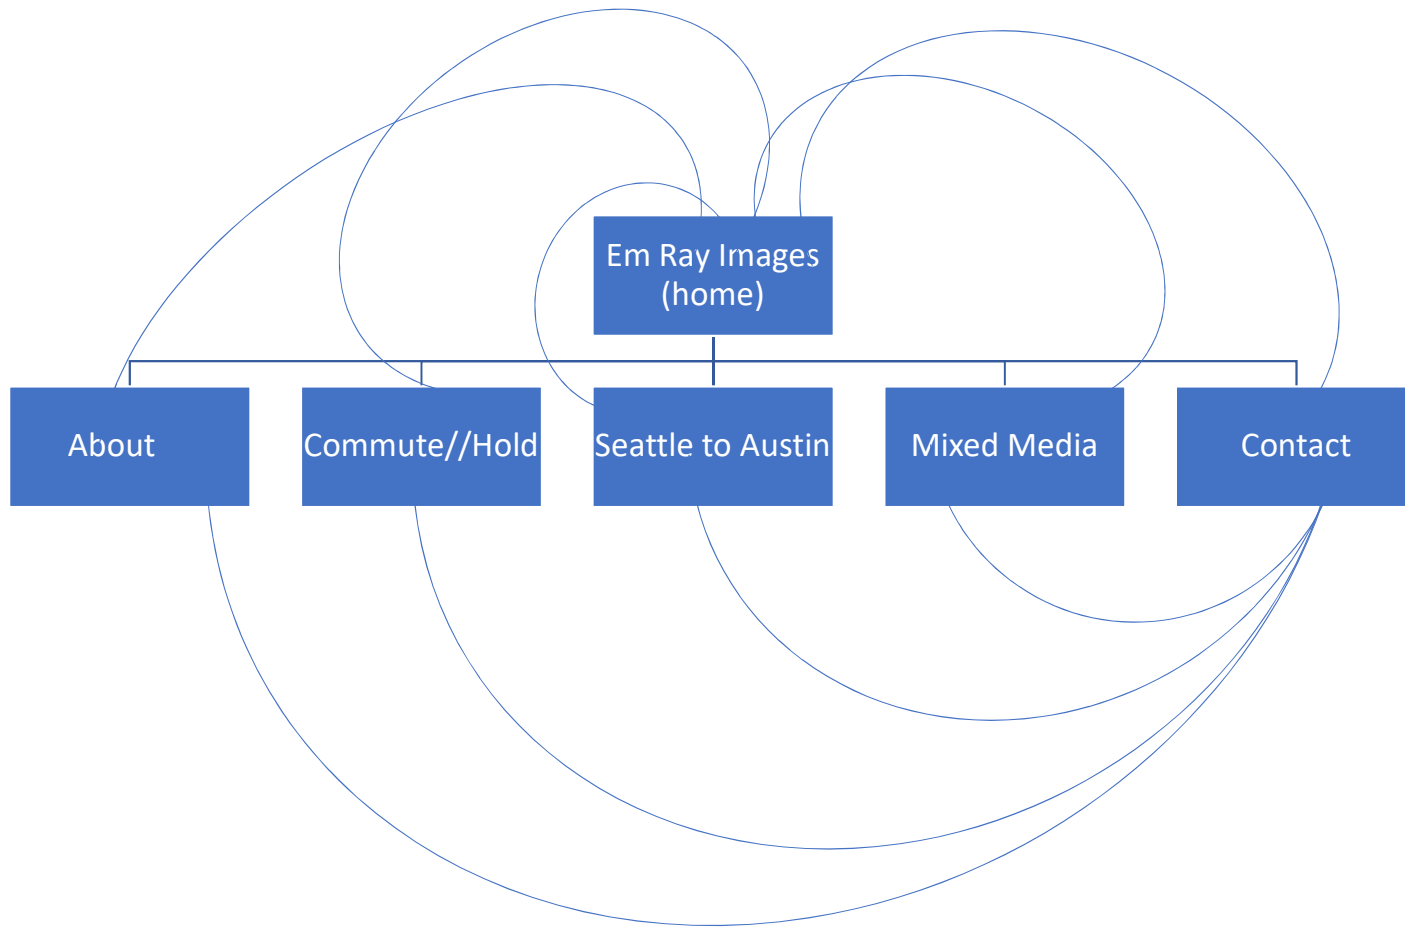 Em Ray Images
(home)
About
Commute//Hold
Seattle to Austin
Mixed Media
Contact